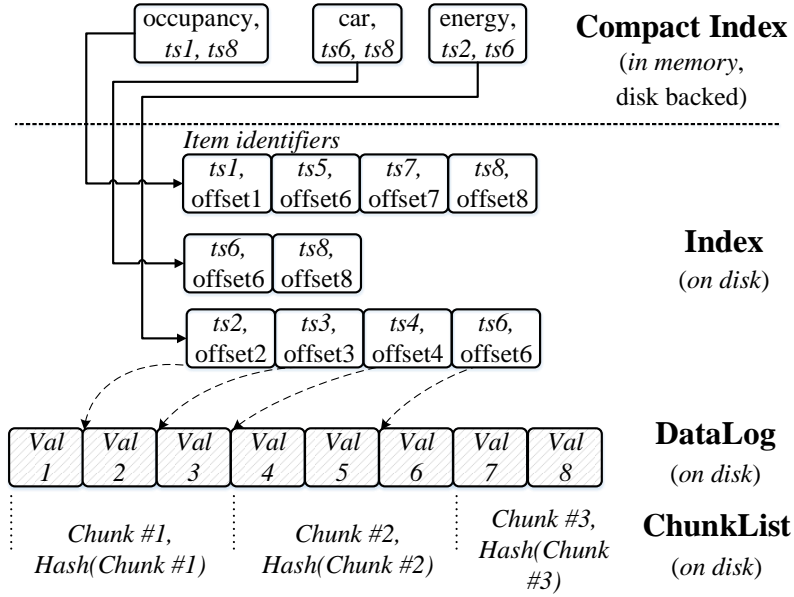 occupancy,
ts1, ts8
car,
ts6, ts8
energy,
ts2, ts6
Compact Index
(in memory,
disk backed)
Item identifiers
ts1,
offset1
ts5,
offset6
ts7,
offset7
ts8,
offset8
ts6,
offset6
ts8,
offset8
Index
(on disk)
ts2,
offset2
ts3,
offset3
ts4,
offset4
ts6,
offset6
Val
1
Val
2
Val
3
Val
4
Val
5
Val
6
Val
7
Val
8
DataLog
(on disk)
Chunk #1,
Hash(Chunk #1)
Chunk #2,
Hash(Chunk #2)
Chunk #3,
Hash(Chunk
#3)
ChunkList
(on disk)